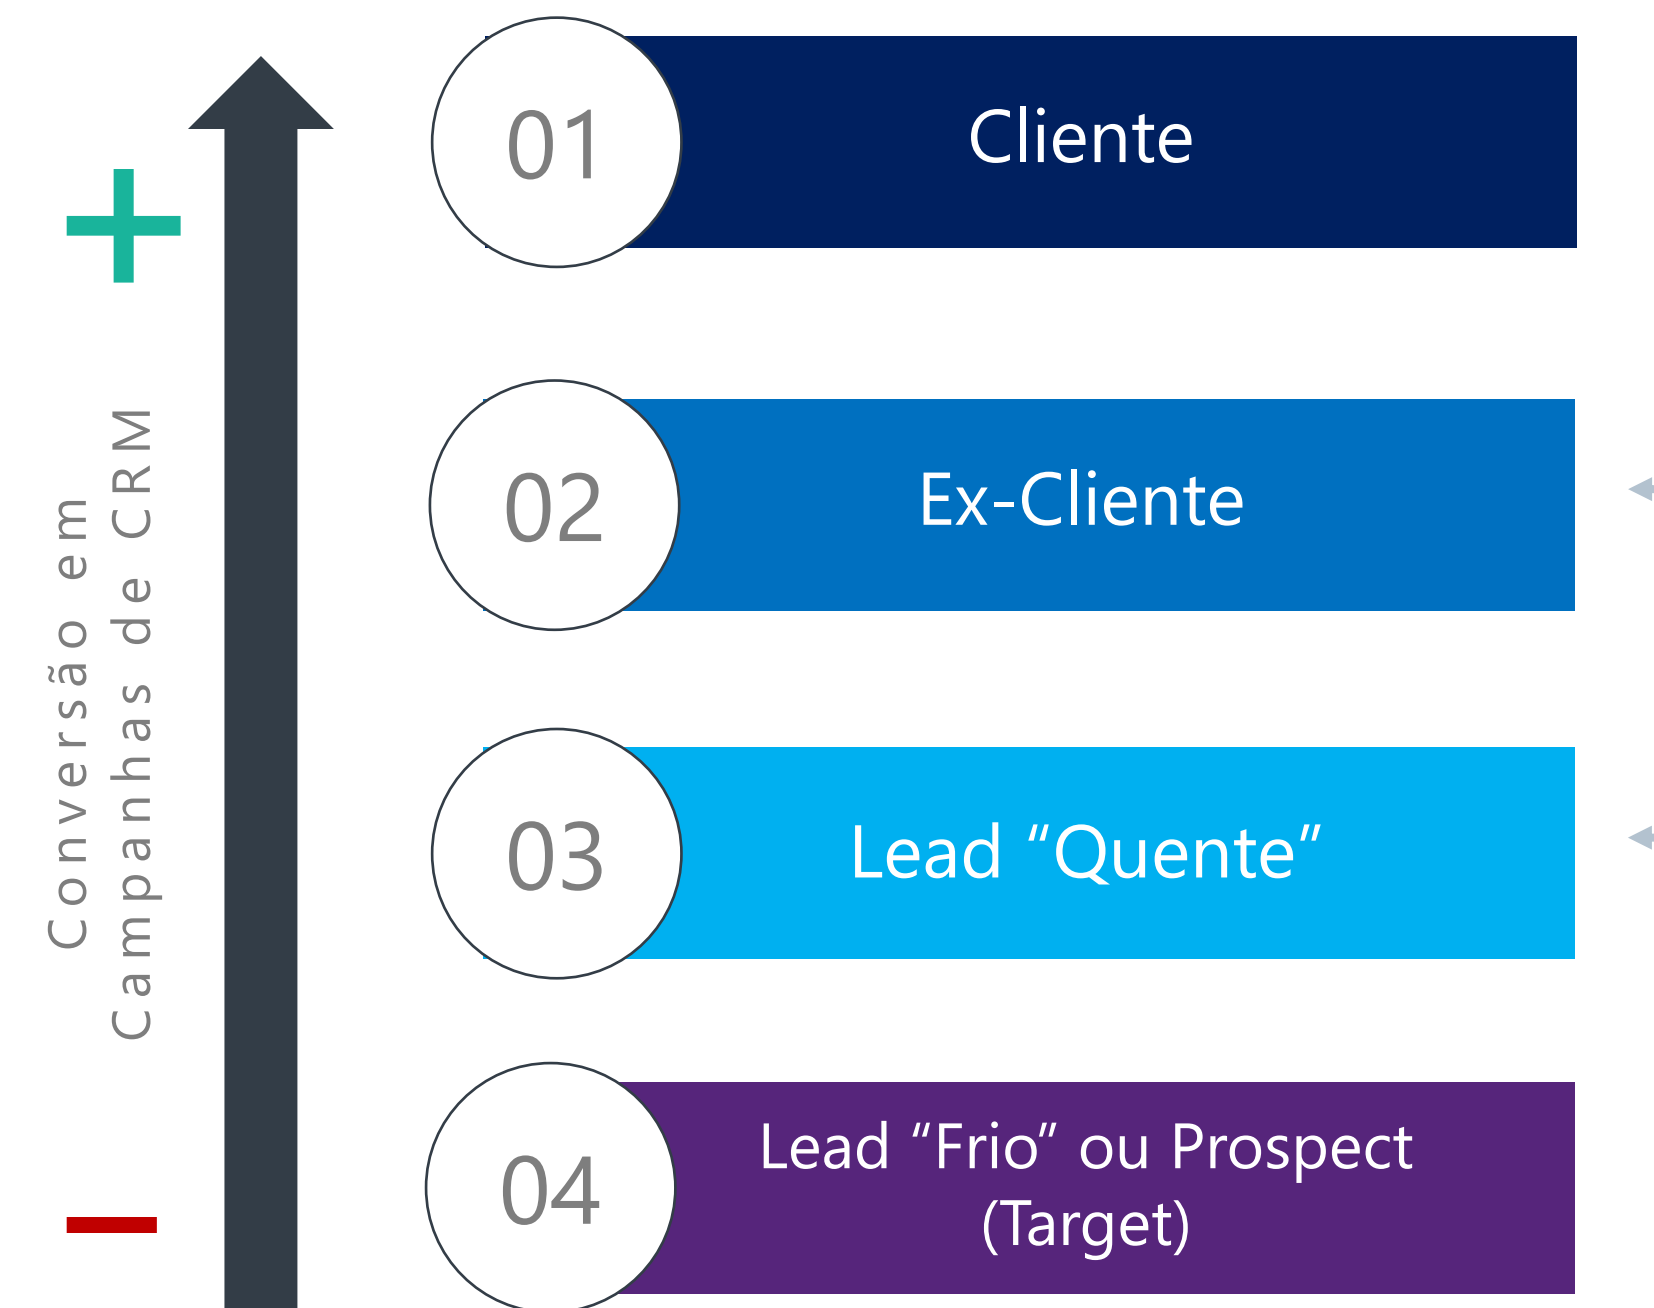 Conversão em
Campanhas de CRM
01
Cliente
02
Ex-Cliente
03
Lead “Quente”
04
Lead “Frio” ou Prospect
(Target)